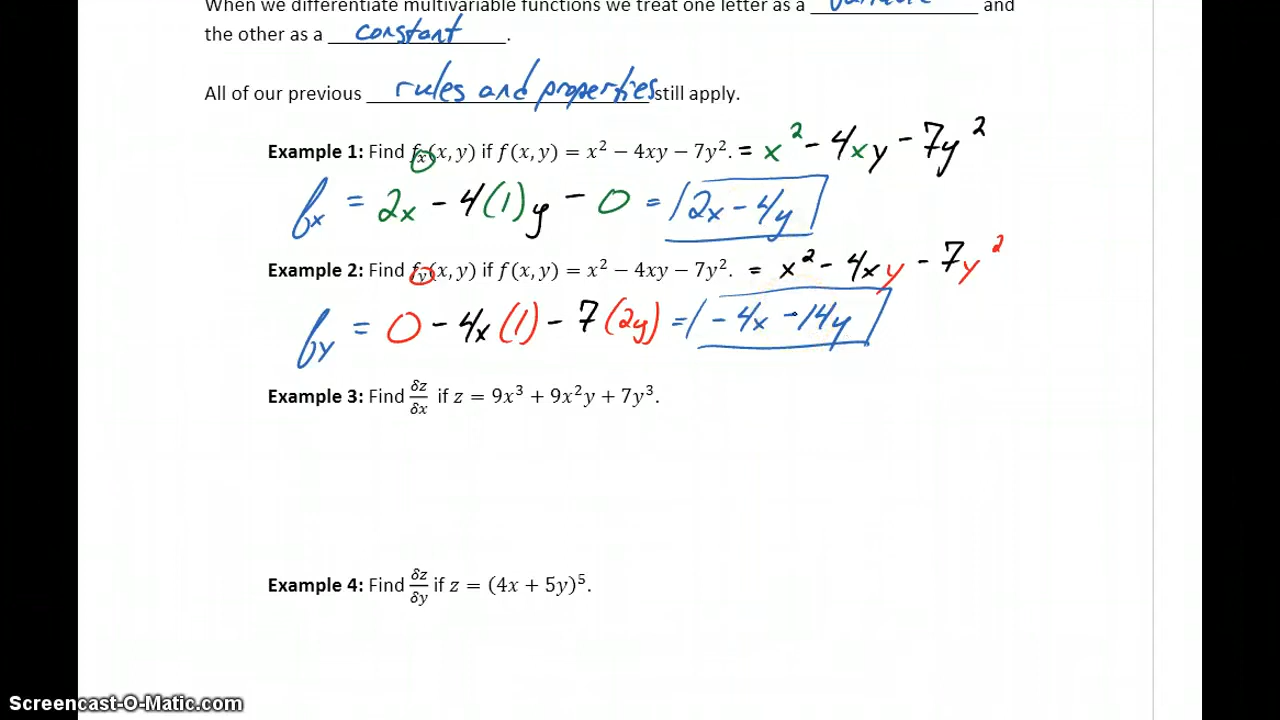 When we differentiate multivariable functions we treat one letter as a variable and
the other as a constant.
All of our previous rules and properties still apply.
Example 1: Find fₓ(x, y) if f(x, y) = x² − 4xy − 7y². = x² - 4xy - 7y²
fx = 2x - 4(1)y - 0 = 2x - 4y
Example 2: Find f_y(x, y) if f(x, y) = x² − 4xy − 7y². = x² - 4xy - 7y²
fy = 0 - 4x(1) - 7(2y) = -4x - 14y
Example 3: Find δz/δx if z = 9x³ + 9x²y + 7y³.
Example 4: Find δz/δy if z = (4x + 5y)⁵.
Screencast-O-Matic.com